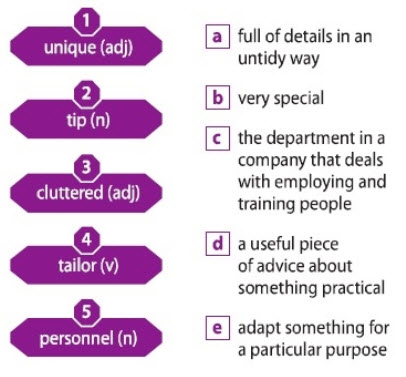 1
unique (adj)
2
tip (n)
3
cluttered (adj)
4
tailor (v)
5
personnel (n)
a full of details in an
untidy way
b very special
c the department in a
company that deals
with employing and
training people
d a useful piece
of advice about
something practical
e adapt something for
a particular purpose